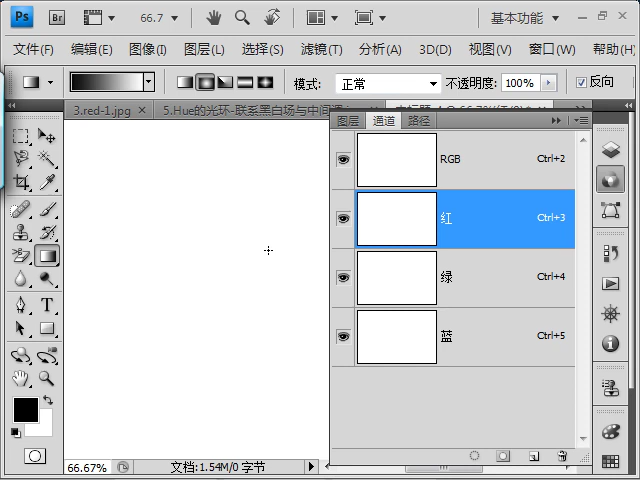 Ps Br 66.7 基本功能
文件(F) 编辑(E) 图像(I) 图层(L) 选择(S) 滤镜(T) 分析(A) 3D(D) 视图(V) 窗口(W) 帮助(H)
模式: 正常 不透明度: 100% 反向
3.red-1.jpg 5.Hue的光环-联系黑白场与中间
图层 通道 路径
RGB Ctrl+2
红 Ctrl+3
绿 Ctrl+4
蓝 Ctrl+5
66.67% 文档:1.54M/0 字节